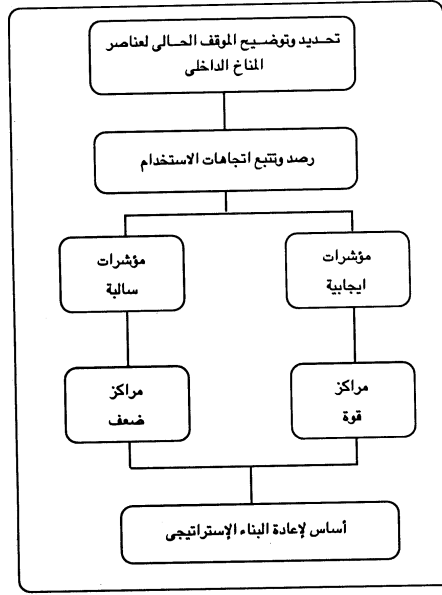 تحديد وتوضيح الموقف الحالى لعناصر
المناخ الداخلى
رصد وتتبع اتجاهات الاستخدام
مؤشرات
ايجابية
مؤشرات
سالبة
مراكز
قوة
مراكز
ضعف
أساس لإعادة البناء الإستراتيجى